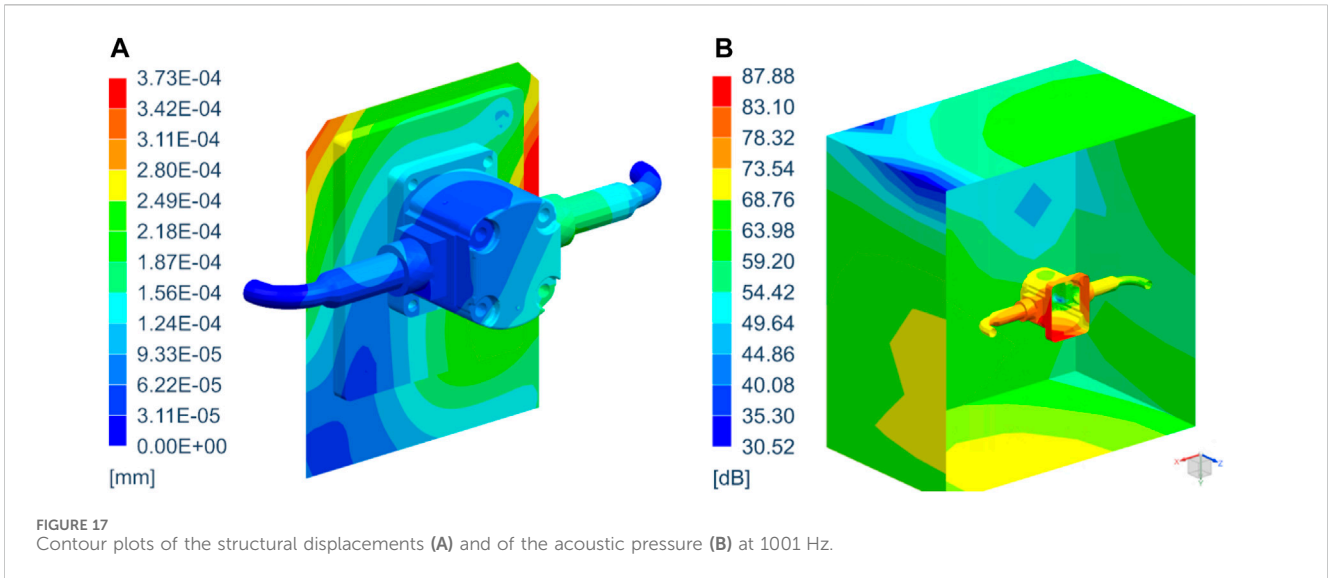 A
3.73E-04
3.42E-04
3.11E-04
2.80E-04
2.49E-04
2.18E-04
1.87E-04
1.56E-04
1.24E-04
9.33E-05
6.22E-05
3.11E-05
0.00E+00
[mm]
B
87.88
83.10
78.32
73.54
68.76
63.98
59.20
54.42
49.64
44.86
40.08
35.30
30.52
[dB]
X
Z
Y
FIGURE 17
Contour plots of the structural displacements (A) and of the acoustic pressure (B) at 1001 Hz.